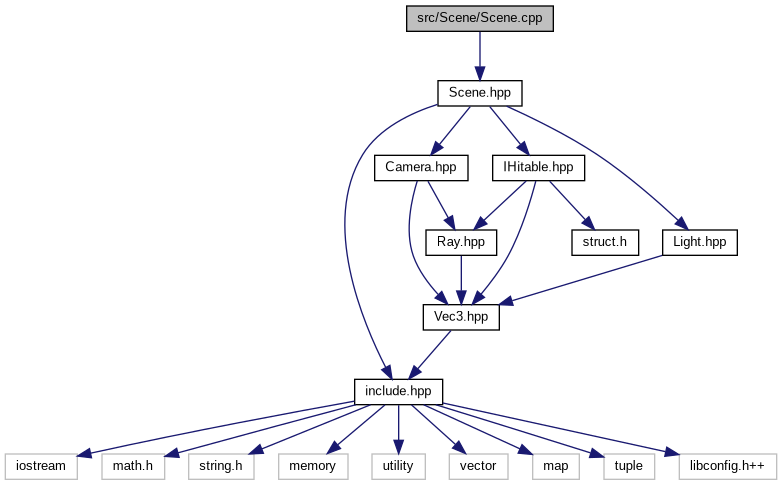 src/Scene/Scene.cpp
Scene.hpp
Camera.hpp
IHitable.hpp
Ray.hpp
struct.h
Light.hpp
Vec3.hpp
include.hpp
iostream
math.h
string.h
memory
utility
vector
map
tuple
libconfig.h++